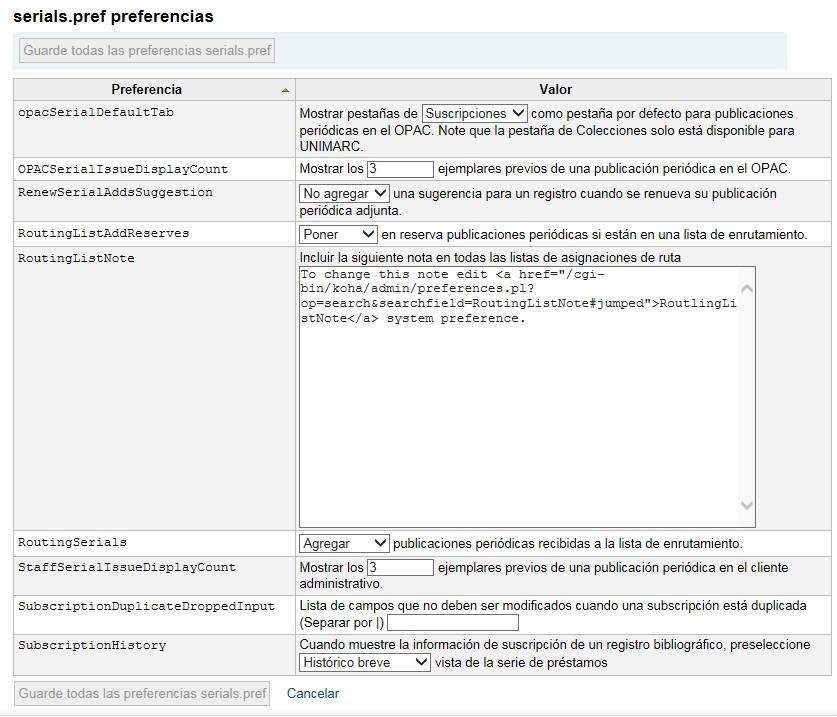 serials.pref preferencias
Guarde todas las preferencias serials.pref
Preferencia Valor
opacSerialDefaultTab Mostrar pestañas de Suscripciones como pestaña por defecto para publicaciones
periódicas en el OPAC. Note que la pestaña de Colecciones solo está disponible para
UNIMARC.
OPACSerialIssueDisplayCount Mostrar los 3 ejemplares previos de una publicación periódica en el OPAC.
RenewSerialAddsSuggestion No agregar una sugerencia para un registro cuando se renueva su publicación
periódica adjunta.
RoutingListAddReserves Poner en reserva publicaciones periódicas si están en una lista de enrutamiento.
RoutingListNote Incluir la siguiente nota en todas las listas de asignaciones de ruta
To change this note edit <a href="/cgi-
bin/koha/admin/preferences.pl?
op=search&searchfield=RoutingListNote#jumped">RoutlingLi
stNote</a> system preference.
RoutingSerials Agregar publicaciones periódicas recibidas a la lista de enrutamiento.
StaffSerialIssueDisplayCount Mostrar los 3 ejemplares previos de una publicación periódica en el cliente
administrativo.
SubscriptionDuplicateDroppedInput Lista de campos que no deben ser modificados cuando una subscripción está duplicada
(Separar por |)
SubscriptionHistory Cuando muestre la información de suscripción de un registro bibliográfico, preseleccione
Histórico breve vista de la serie de préstamos
Guarde todas las preferencias serials.pref Cancelar